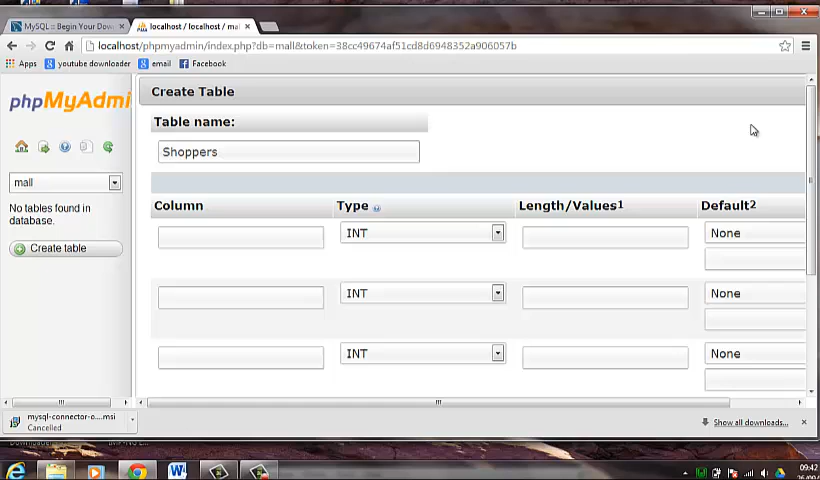 MySQL :: Begin Your Down
localhost / localhost / mal
localhost/phpmyadmin/index.php?db=mall&token=38cc49674af51cd8d6948352a906057b
Apps youtube downloader email Facebook
phpMyAdmi
Create Table
Table name:
Shoppers
mall
No tables found in
database.
Create table
Column Type Length/Values1 Default2
INT None
INT None
INT None
mysql-connector-o....msi
Cancelled
Show all downloads...
09:42